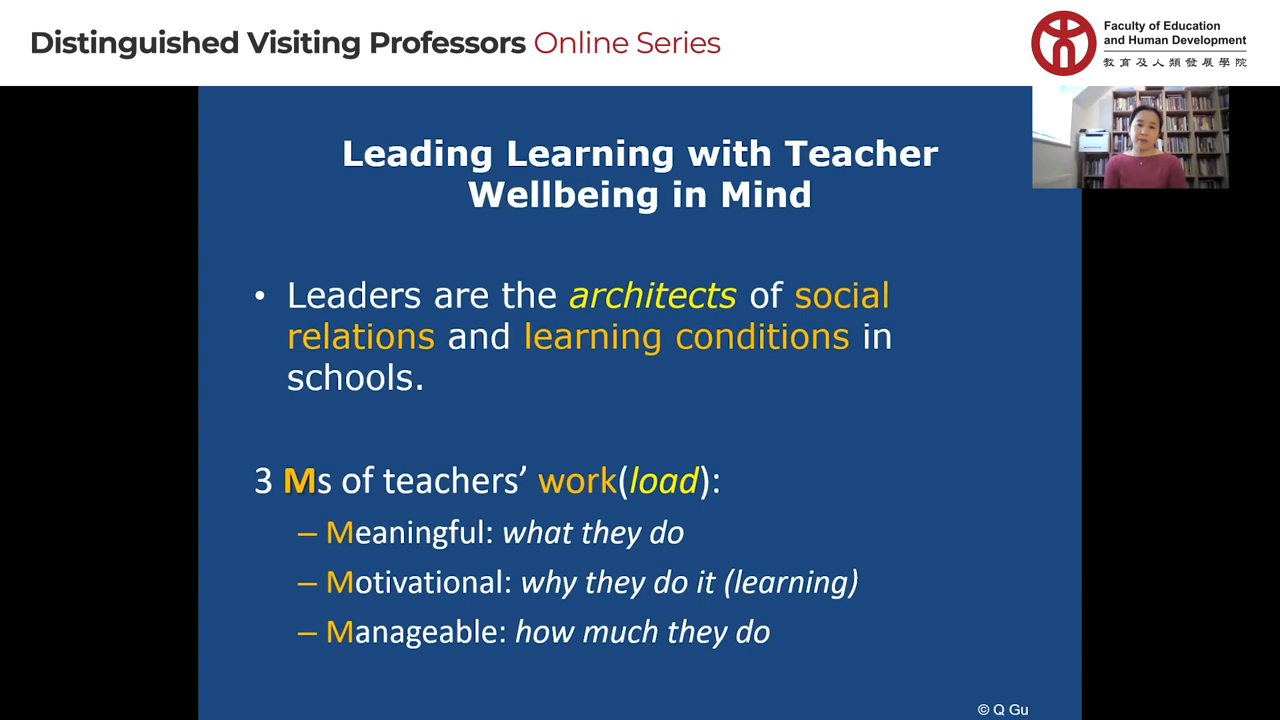 Distinguished Visiting Professors Online Series
Faculty of Education
and Human Development
教育及人類發展學院
Leading Learning with Teacher
Wellbeing in Mind
• Leaders are the architects of social
relations and learning conditions in
schools.
3 Ms of teachers’ work(load):
– Meaningful: what they do
– Motivational: why they do it (learning)
– Manageable: how much they do
© Q Gu